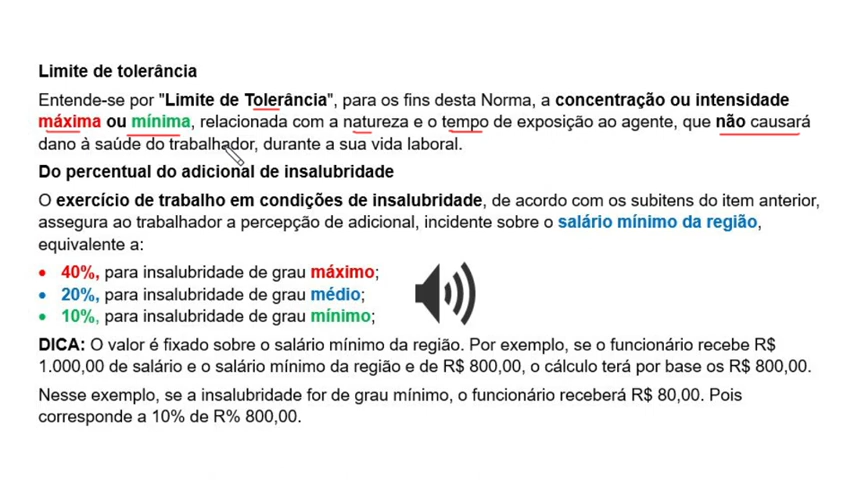 Limite de tolerância
Entende-se por "Limite de Tolerância", para os fins desta Norma, a concentração ou intensidade
máxima ou mínima, relacionada com a natureza e o tempo de exposição ao agente, que não causará
dano à saúde do trabalhador, durante a sua vida laboral.
Do percentual do adicional de insalubridade
O exercício de trabalho em condições de insalubridade, de acordo com os subitens do item anterior,
assegura ao trabalhador a percepção de adicional, incidente sobre o salário mínimo da região,
equivalente a:
• 40%, para insalubridade de grau máximo;
• 20%, para insalubridade de grau médio;
• 10%, para insalubridade de grau mínimo;
DICA: O valor é fixado sobre o salário mínimo da região. Por exemplo, se o funcionário recebe R$
1.000,00 de salário e o salário mínimo da região e de R$ 800,00, o cálculo terá por base os R$ 800,00.
Nesse exemplo, se a insalubridade for de grau mínimo, o funcionário receberá R$ 80,00. Pois
corresponde a 10% de R% 800,00.